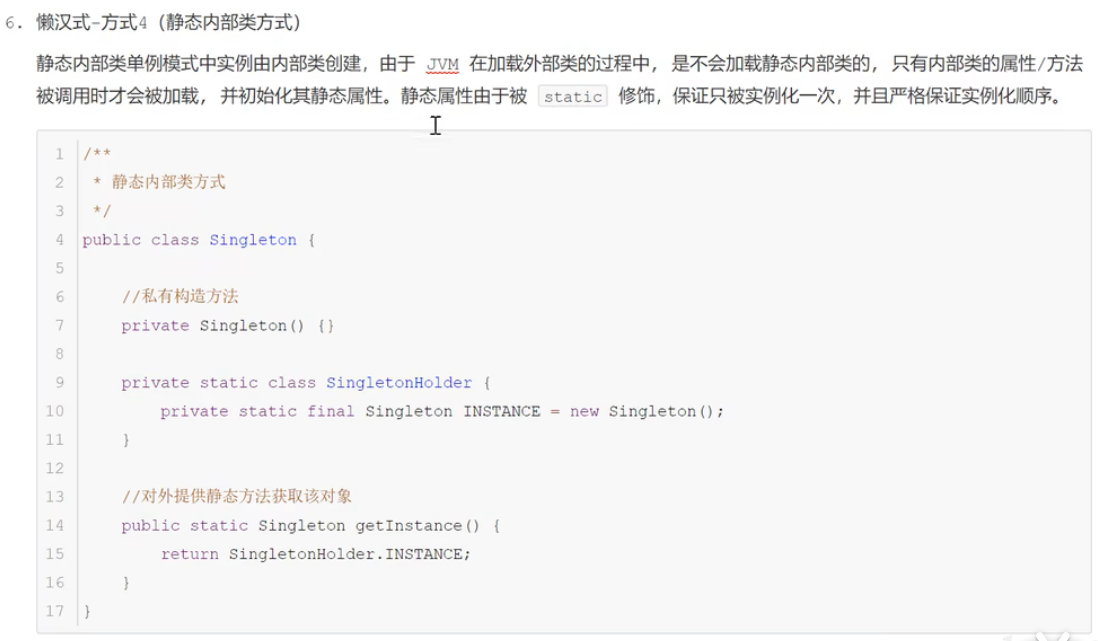 6. 懒汉式-方式4（静态内部类方式）
静态内部类单例模式中实例由内部类创建，由于 JVM 在加载外部类的过程中, 是不会加载静态内部类的, 只有内部类的属性/方法
被调用时才会被加载, 并初始化其静态属性。静态属性由于被 static 修饰，保证只被实例化一次，并且严格保证实例化顺序。
1 /**
2  * 静态内部类方式
3  */
4 public class Singleton {
5
6     //私有构造方法
7     private Singleton() {}
8
9     private static class SingletonHolder {
10         private static final Singleton INSTANCE = new Singleton();
11     }
12
13     //对外提供静态方法获取该对象
14     public static Singleton getInstance() {
15         return SingletonHolder.INSTANCE;
16     }
17 }